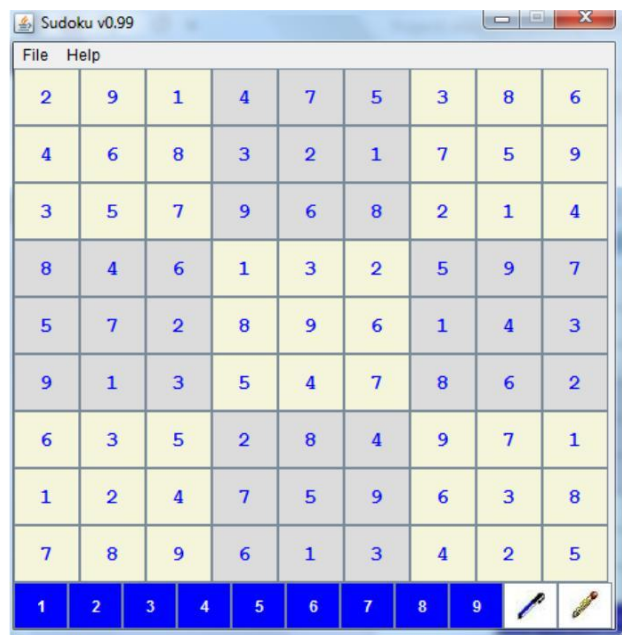 Sudoku v0.99
File Help
2 9 1 4 7 5 3 8 6
4 6 8 3 2 1 7 5 9
3 5 7 9 6 8 2 1 4
8 4 6 1 3 2 5 9 7
5 7 2 8 9 6 1 4 3
9 1 3 5 4 7 8 6 2
6 3 5 2 8 4 9 7 1
1 2 4 7 5 9 6 3 8
7 8 9 6 1 3 4 2 5
1 2 3 4 5 6 7 8 9